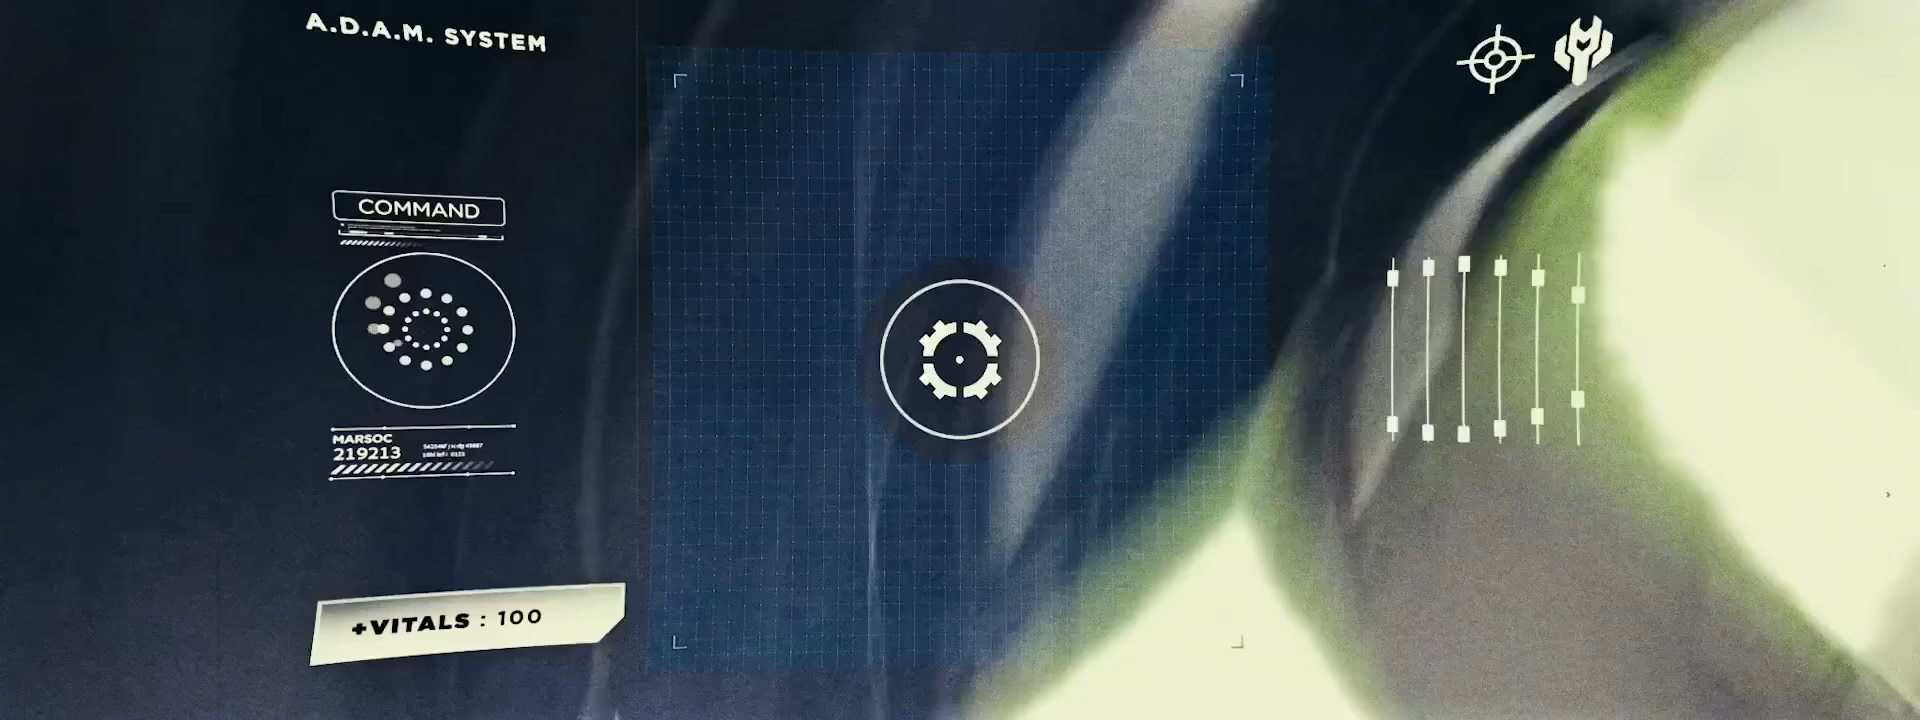 A.D.A.M. SYSTEM
COMMAND
MARSOC
219213
+VITALS : 100